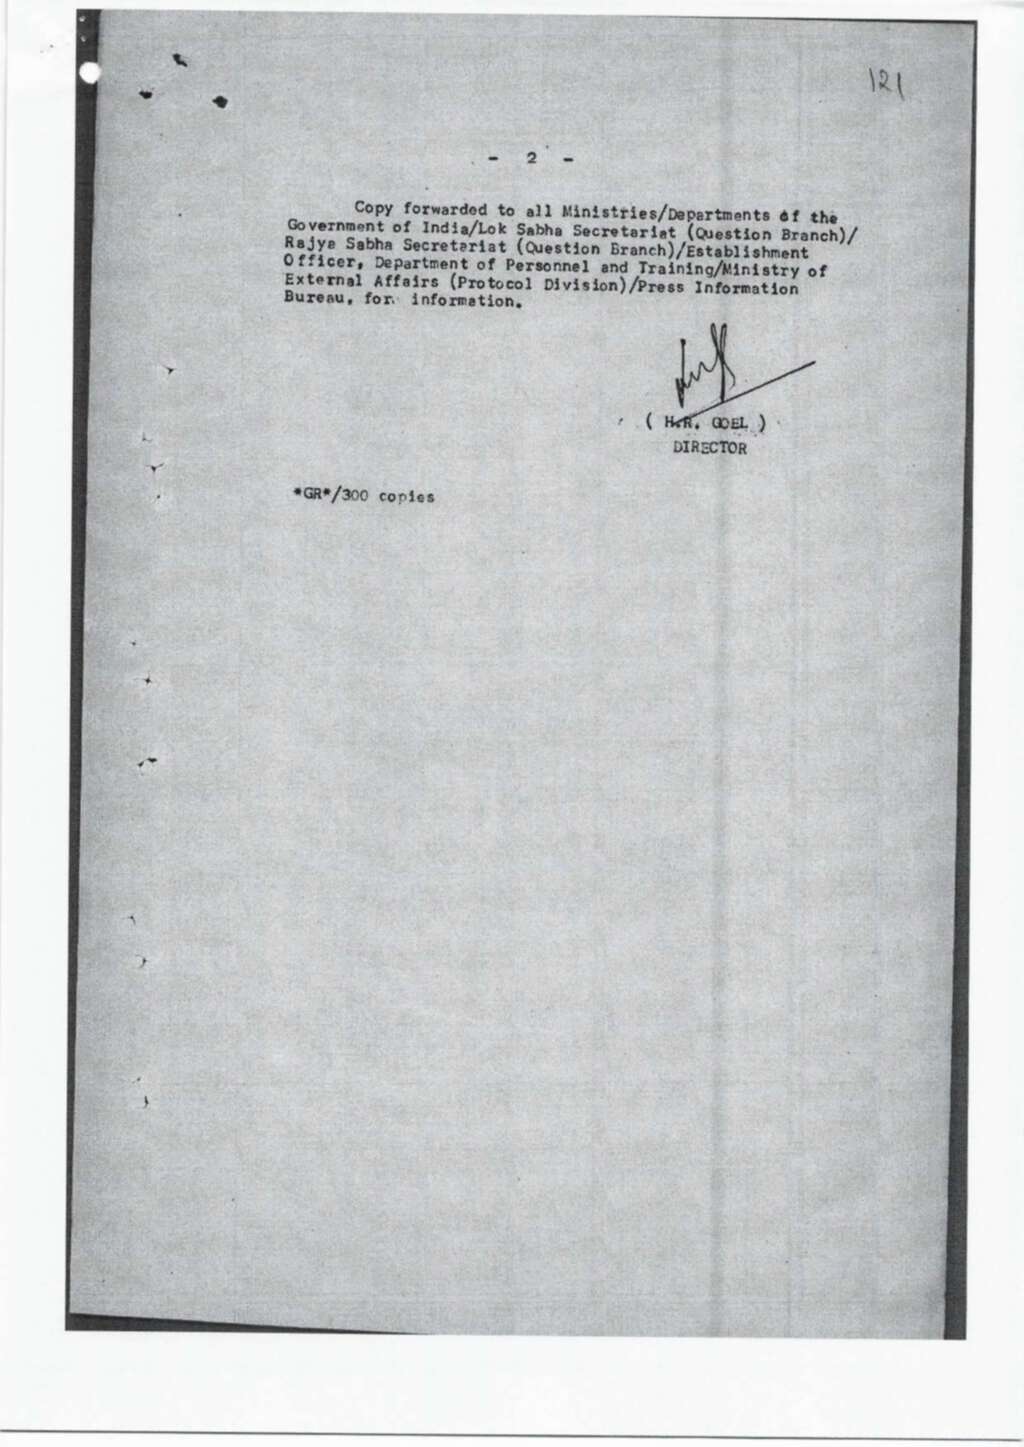 121
- 2 -
Copy forwarded to all Ministries/Departments of the
Government of India/Lok Sabha Secretariat (Question Branch)/
Rajya Sabha Secretariat (Question Branch)/Establishment
Officer, Department of Personnel and Training/Ministry of
External Affairs (Protocol Division)/Press Information
Bureau, for information.
( H.R. GOEL )
DIRECTOR
*GR*/300 copies